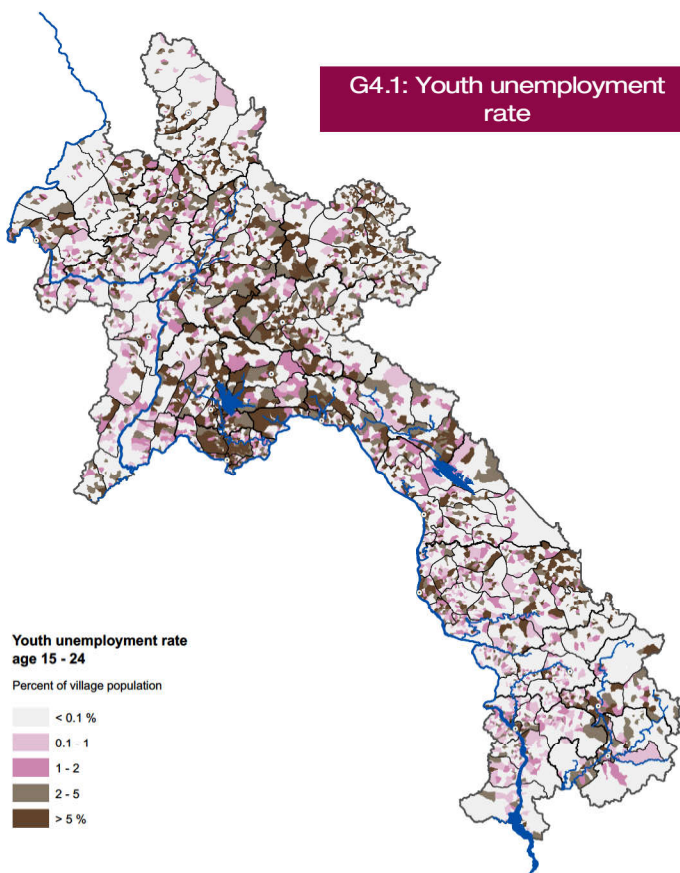 G4.1: Youth unemployment
rate
Youth unemployment rate
age 15 - 24
Percent of village population
< 0.1 %
0.1 - 1
1 - 2
2 - 5
> 5 %